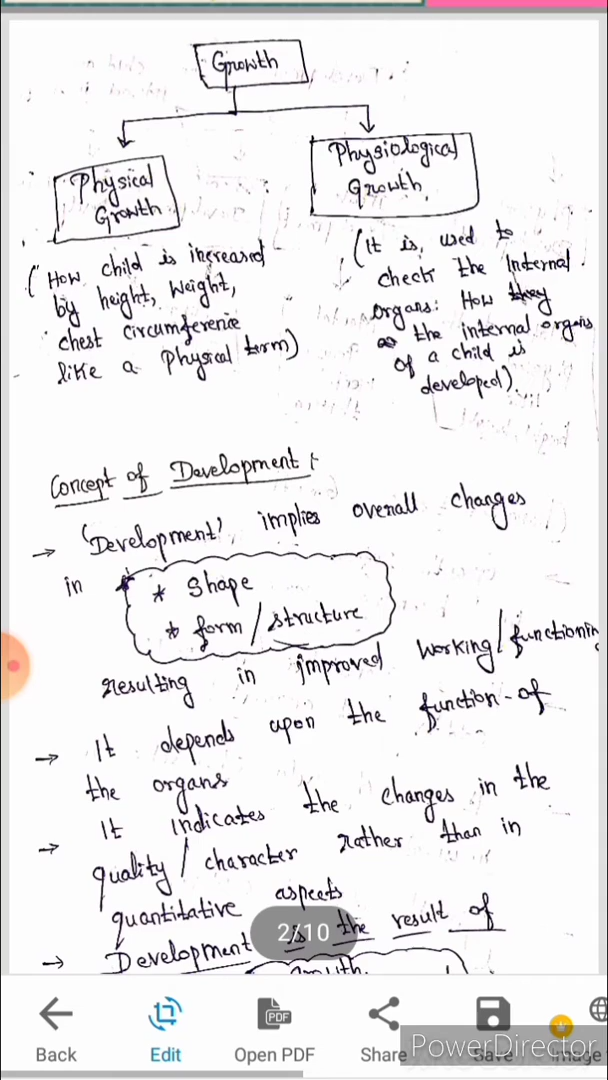 Growth
Physical
Growth
Physiological
Growth
(How child is increased
by height, weight,
chest circumference
like a Physical term)
(It is used to
check the Internal
organs: How they
the internal organs
of a child is
developed).
Concept of Development :
→ 'Development' implies overall changes
in
* Shape
* form / structure
resulting in improved working/functioning
→ It depends upon the function of
the organs
→ It indicates the changes in the
quality / character rather than in
quantitative aspects
→ Development is the result of
growth
2/10
Back
Edit
PDF
Open PDF
Share
Save
Image
PowerDirector